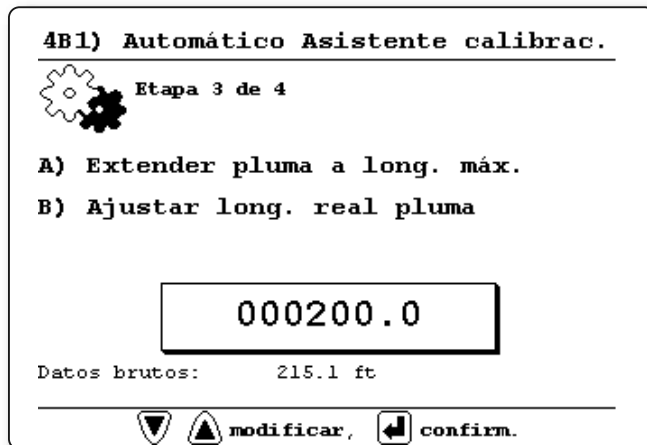 4B1) Automático Asistente calibrac.
Etapa 3 de 4
A) Extender pluma a long. máx.
B) Ajustar long. real pluma
000200.0
Datos brutos: 215.1 ft
modificar, confirm.